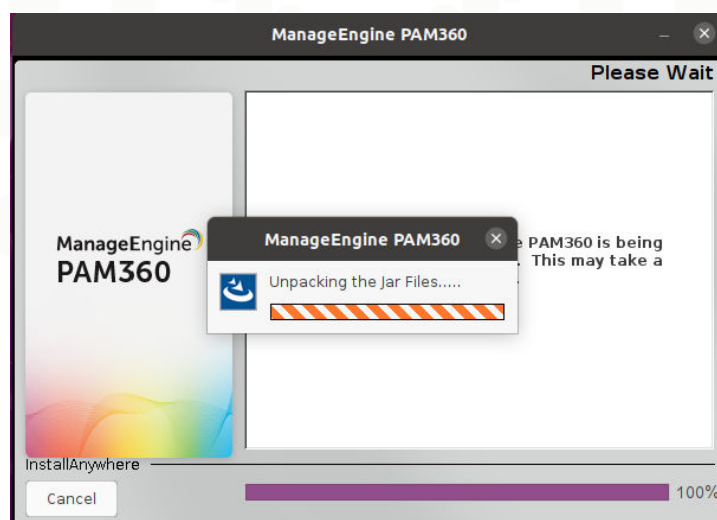 ManageEngine PAM360
Please Wait
ManageEngine
PAM360
ManageEngine PAM360
Unpacking the Jar Files.....
PAM360 is being
This may take a
InstallAnywhere
Cancel
100%